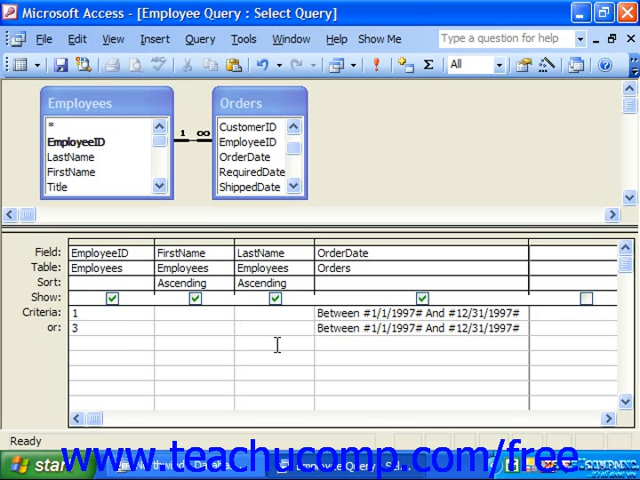 Microsoft Access - [Employee Query : Select Query]
File Edit View Insert Query Tools Window Help Show Me Type a question for help
All
Employees Orders
*
EmployeeID
LastName
FirstName
Title
1 ∞
CustomerID
EmployeeID
OrderDate
RequiredDate
ShippedDate
Field: EmployeeID FirstName LastName OrderDate
Table: Employees Employees Employees Orders
Sort: Ascending Ascending
Show:
Criteria: 1 Between #1/1/1997# And #12/31/1997#
or: 3 Between #1/1/1997# And #12/31/1997#
Ready
www.teachucomp.com/free
start